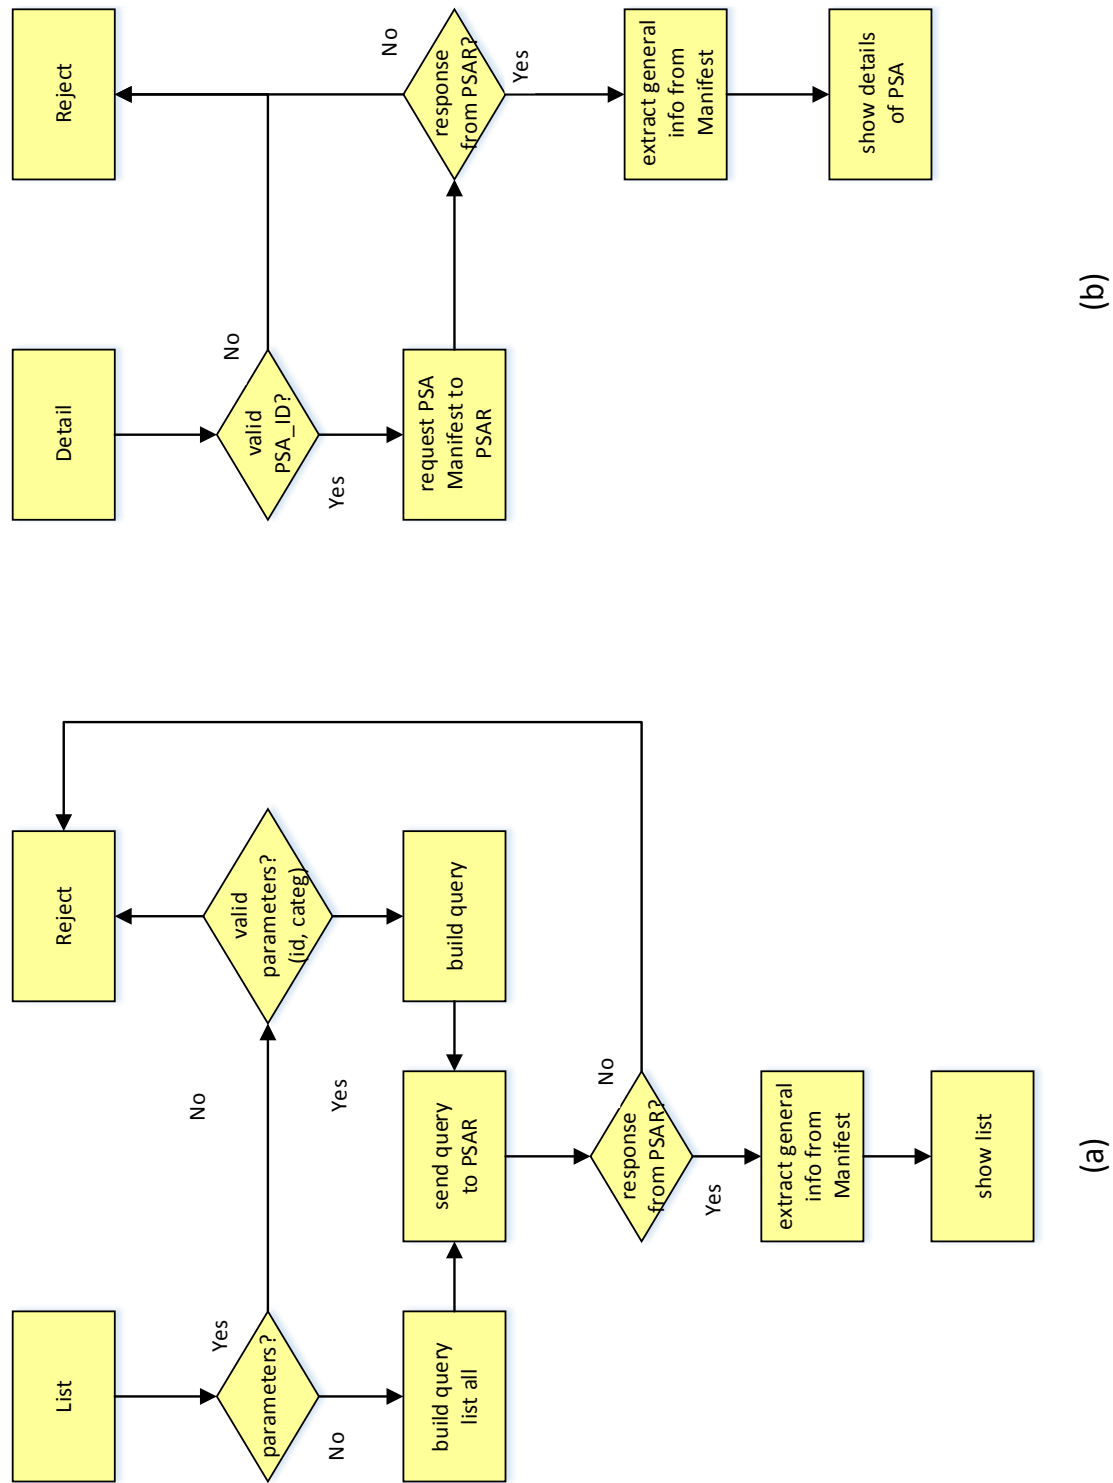 List
Reject
parameters?
Yes
No
valid
parameters?
(id, categ)
No
Yes
build query
list all
send query
to PSAR
build query
response
from PSAR?
No
Yes
extract general
info from
Manifest
show list
(a)
Detail
Reject
valid
PSA_ID?
No
Yes
request PSA
Manifest to
PSAR
response
from PSAR?
No
Yes
extract general
info from
Manifest
show details
of PSA
(b)